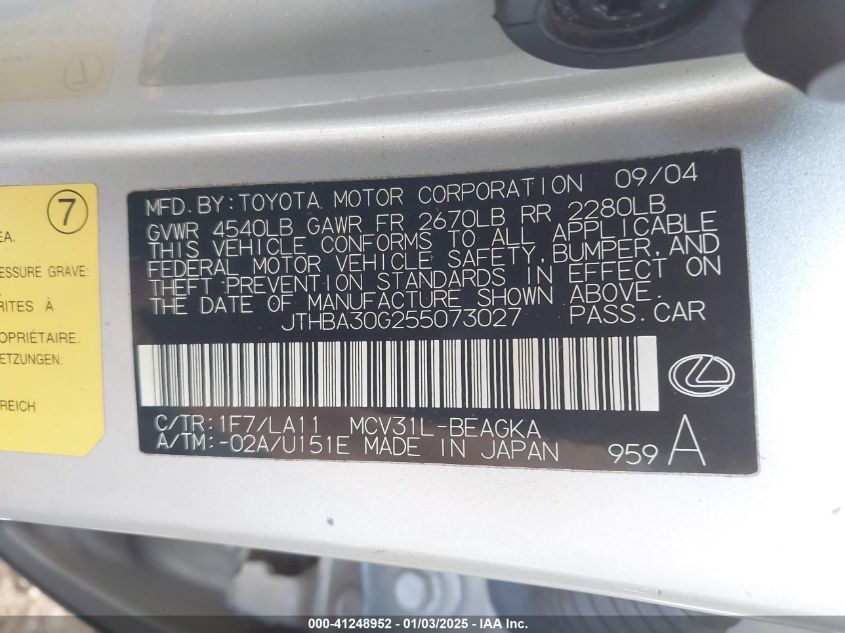 7
EA.
ESSURE GRAVE:
RITES À
OPRIÉTAIRE.
ETZUNGEN:
REICH
MFD. BY: TOYOTA MOTOR CORPORATION 09/04
GVWR 4540LB GAWR FR 2670LB RR 2280LB
THIS VEHICLE CONFORMS TO ALL APPLICABLE
FEDERAL MOTOR VEHICLE SAFETY, BUMPER, AND
THEFT PREVENTION STANDARDS IN EFFECT ON
THE DATE OF MANUFACTURE SHOWN ABOVE.
JTHBA30G255073027 PASS. CAR
C/TR: 1F7/LA11 MCV31L-BEAGKA
A/TM: -02A/U151E MADE IN JAPAN 959 A
000-41248952 | 01/03/2025 - IAA Holdings, LLC.